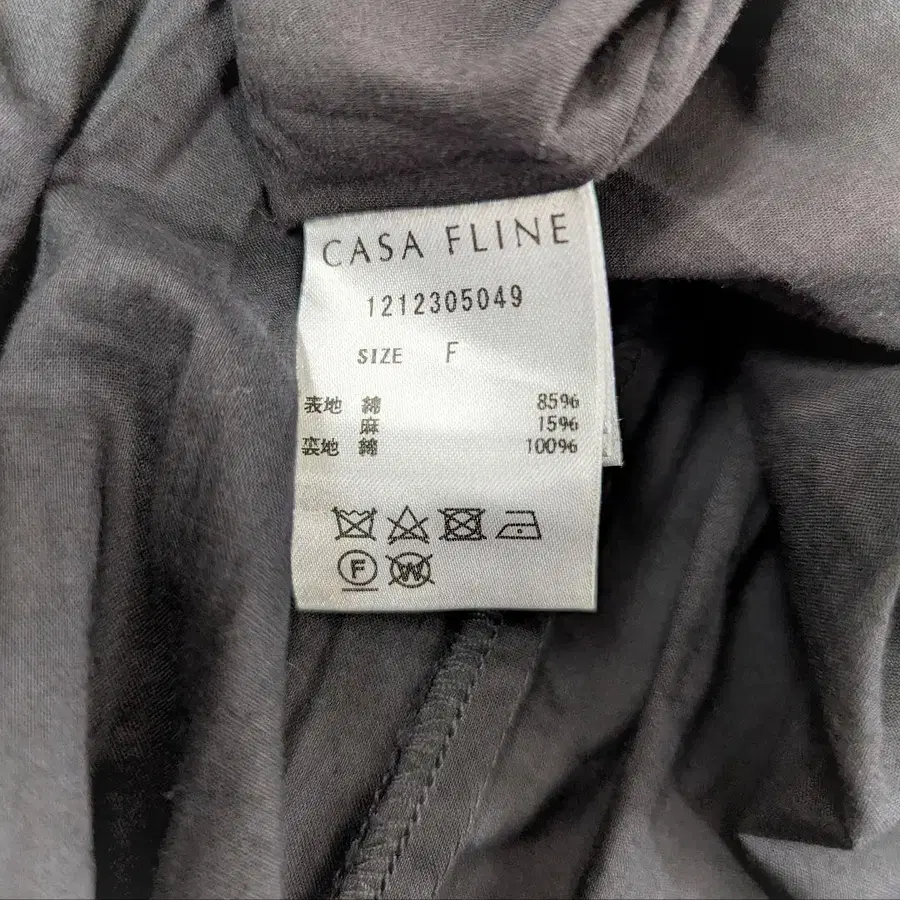 CASA FLINE
1212305049
SIZE F
表地 綿 85%
麻 15%
裏地 綿 100%
F W